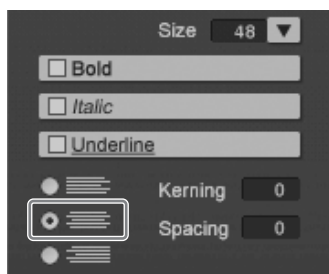 Size 48
Bold
Italic
Underline
Kerning 0
Spacing 0